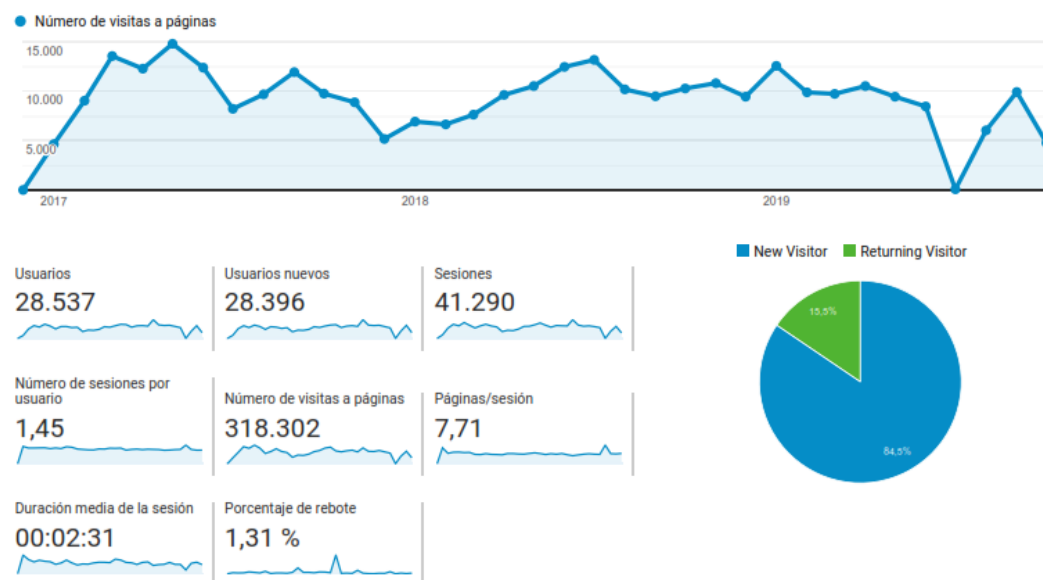 Número de visitas a páginas
15.000
10.000
5.000
2017 2018 2019
New Visitor Returning Visitor
Usuarios Usuarios nuevos Sesiones
28.537 28.396 41.290
15,5%
84,5%
Número de sesiones por
usuario Número de visitas a páginas Páginas/sesión
1,45 318.302 7,71
Duración media de la sesión Porcentaje de rebote
00:02:31 1,31 %